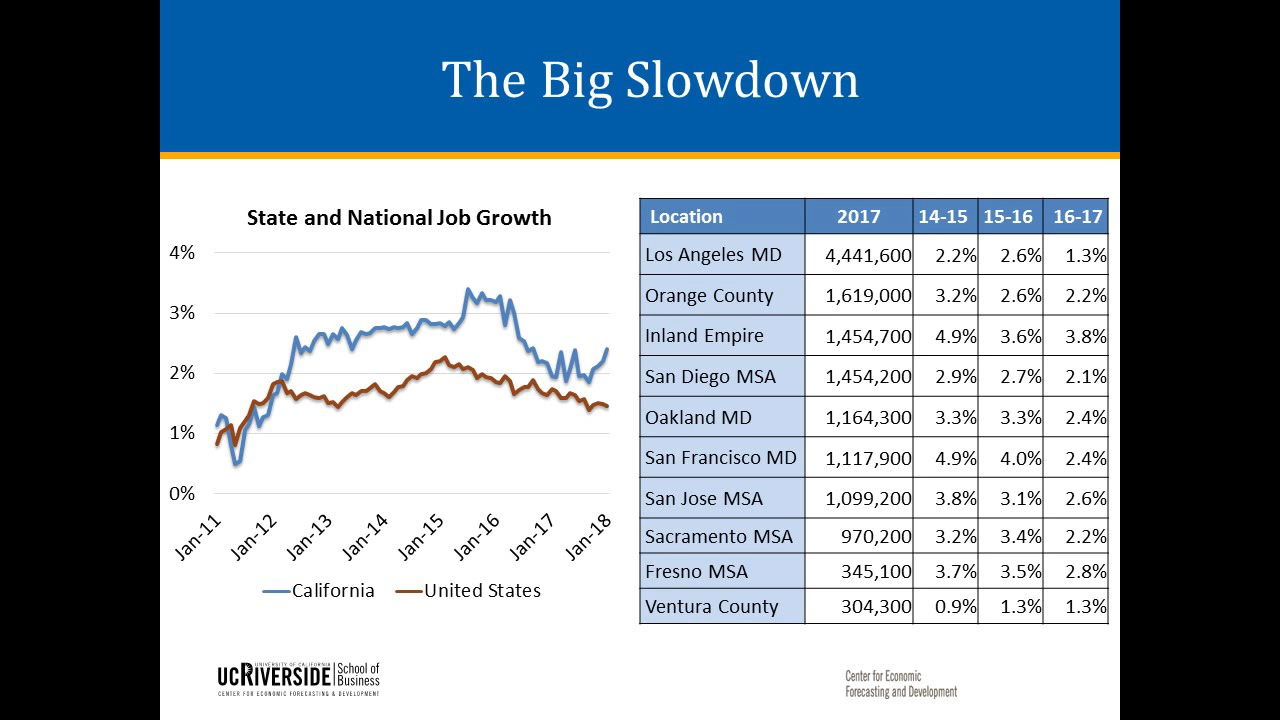 The Big Slowdown
State and National Job Growth
4%
3%
2%
1%
0%
Jan-11
Jan-12
Jan-13
Jan-14
Jan-15
Jan-16
Jan-17
Jan-18
California
United States
Location 2017 14-15 15-16 16-17
Los Angeles MD 4,441,600 2.2% 2.6% 1.3%
Orange County 1,619,000 3.2% 2.6% 2.2%
Inland Empire 1,454,700 4.9% 3.6% 3.8%
San Diego MSA 1,454,200 2.9% 2.7% 2.1%
Oakland MD 1,164,300 3.3% 3.3% 2.4%
San Francisco MD 1,117,900 4.9% 4.0% 2.4%
San Jose MSA 1,099,200 3.8% 3.1% 2.6%
Sacramento MSA 970,200 3.2% 3.4% 2.2%
Fresno MSA 345,100 3.7% 3.5% 2.8%
Ventura County 304,300 0.9% 1.3% 1.3%
UNIVERSITY OF CALIFORNIA
UCRIVERSIDE
School of
Business
CENTER FOR ECONOMIC FORECASTING & DEVELOPMENT
Center for Economic
Forecasting and Development